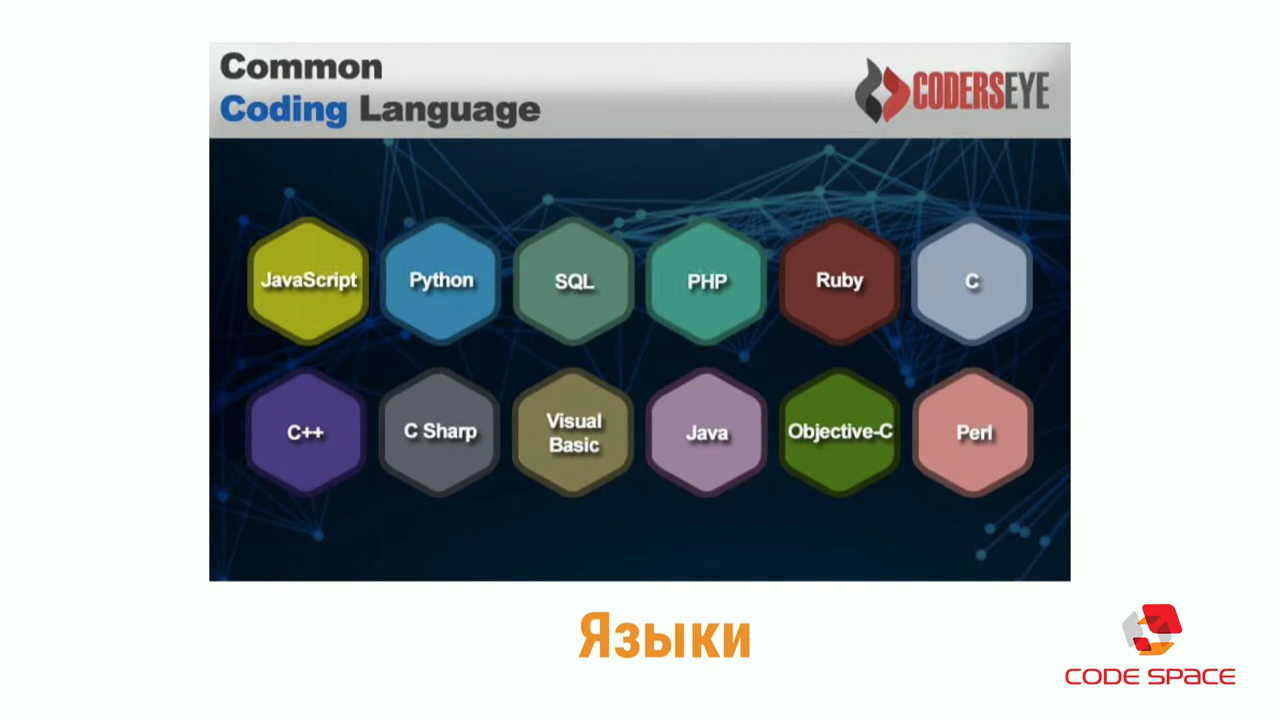 Common
Coding Language
CODERSEYE
JavaScript
Python
SQL
PHP
Ruby
C
C++
C Sharp
Visual
Basic
Java
Objective-C
Perl
Языки
CODE SPACE